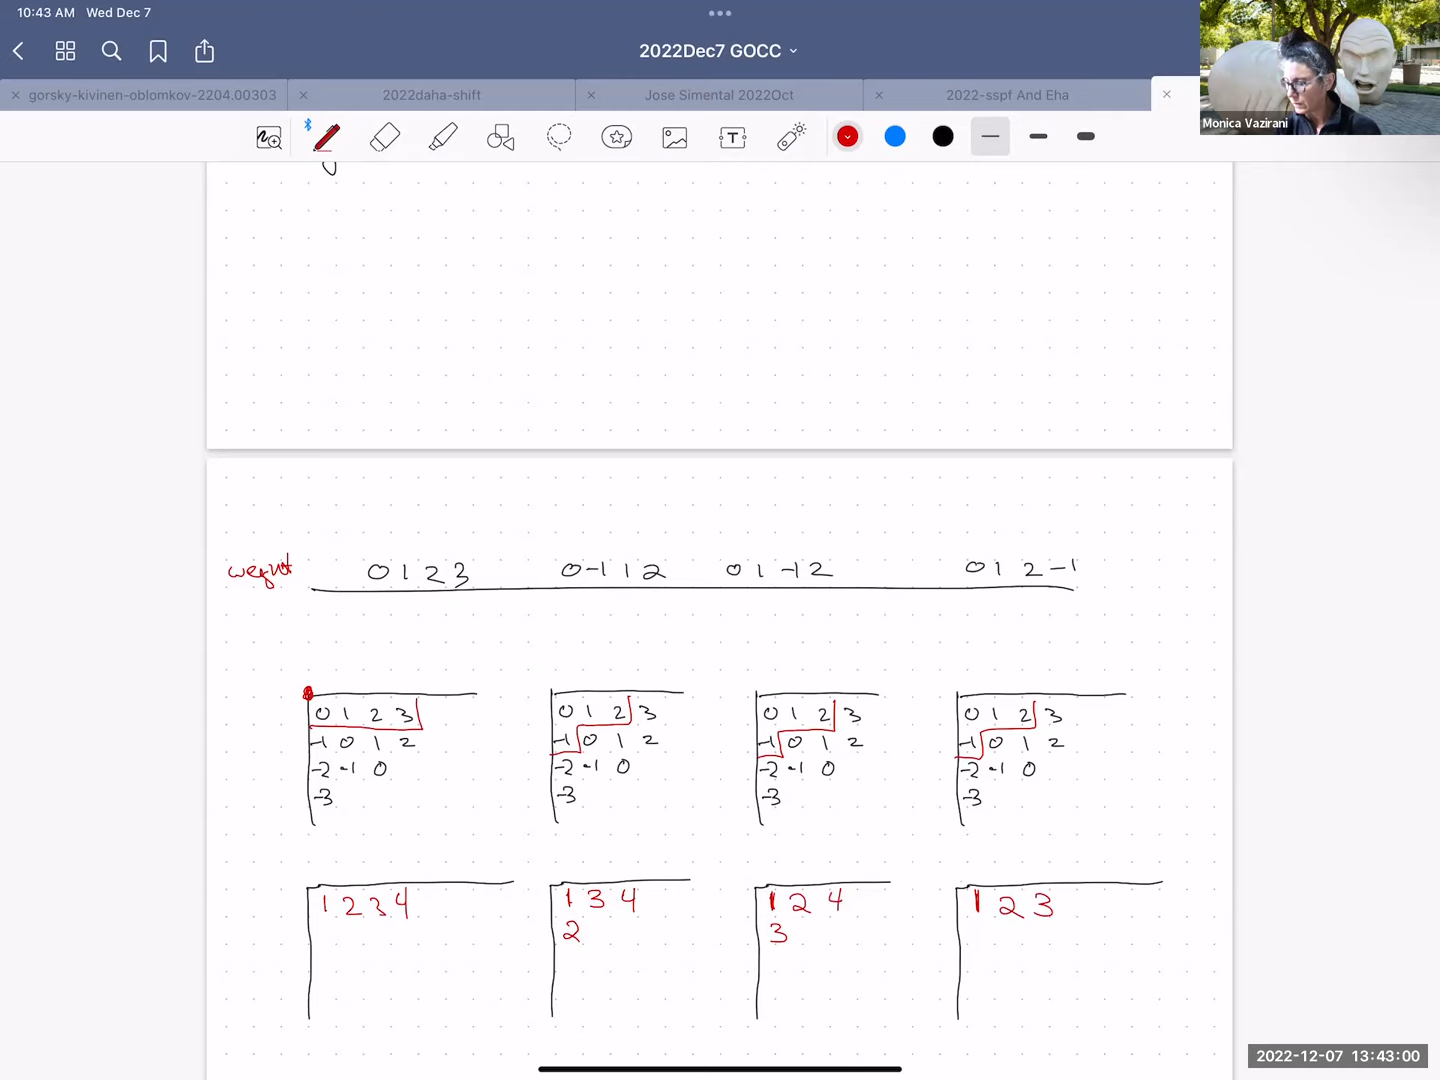 10:43 AM Wed Dec 7
2022Dec7 GOCC
gorsky-kivinen-oblomkov-2204.00303
2022daha-shift
Jose Simental 2022Oct
2022-sspf And Eha
Monica Vazirani
T
weight 0 1 2 3 0 -1 1 2 0 1 -1 2 0 1 2 -1
0 1 2 3 0 1 2 3 0 1 2 3 0 1 2 3
-1 0 1 2 -1 0 1 2 -1 0 1 2 -1 0 1 2
-2 -1 0 -2 -1 0 -2 -1 0 -2 -1 0
-3 -3 -3 -3
1 2 3 4 1 3 4 1 2 4 1 2 3
2 3
2022-12-07 13:43:00